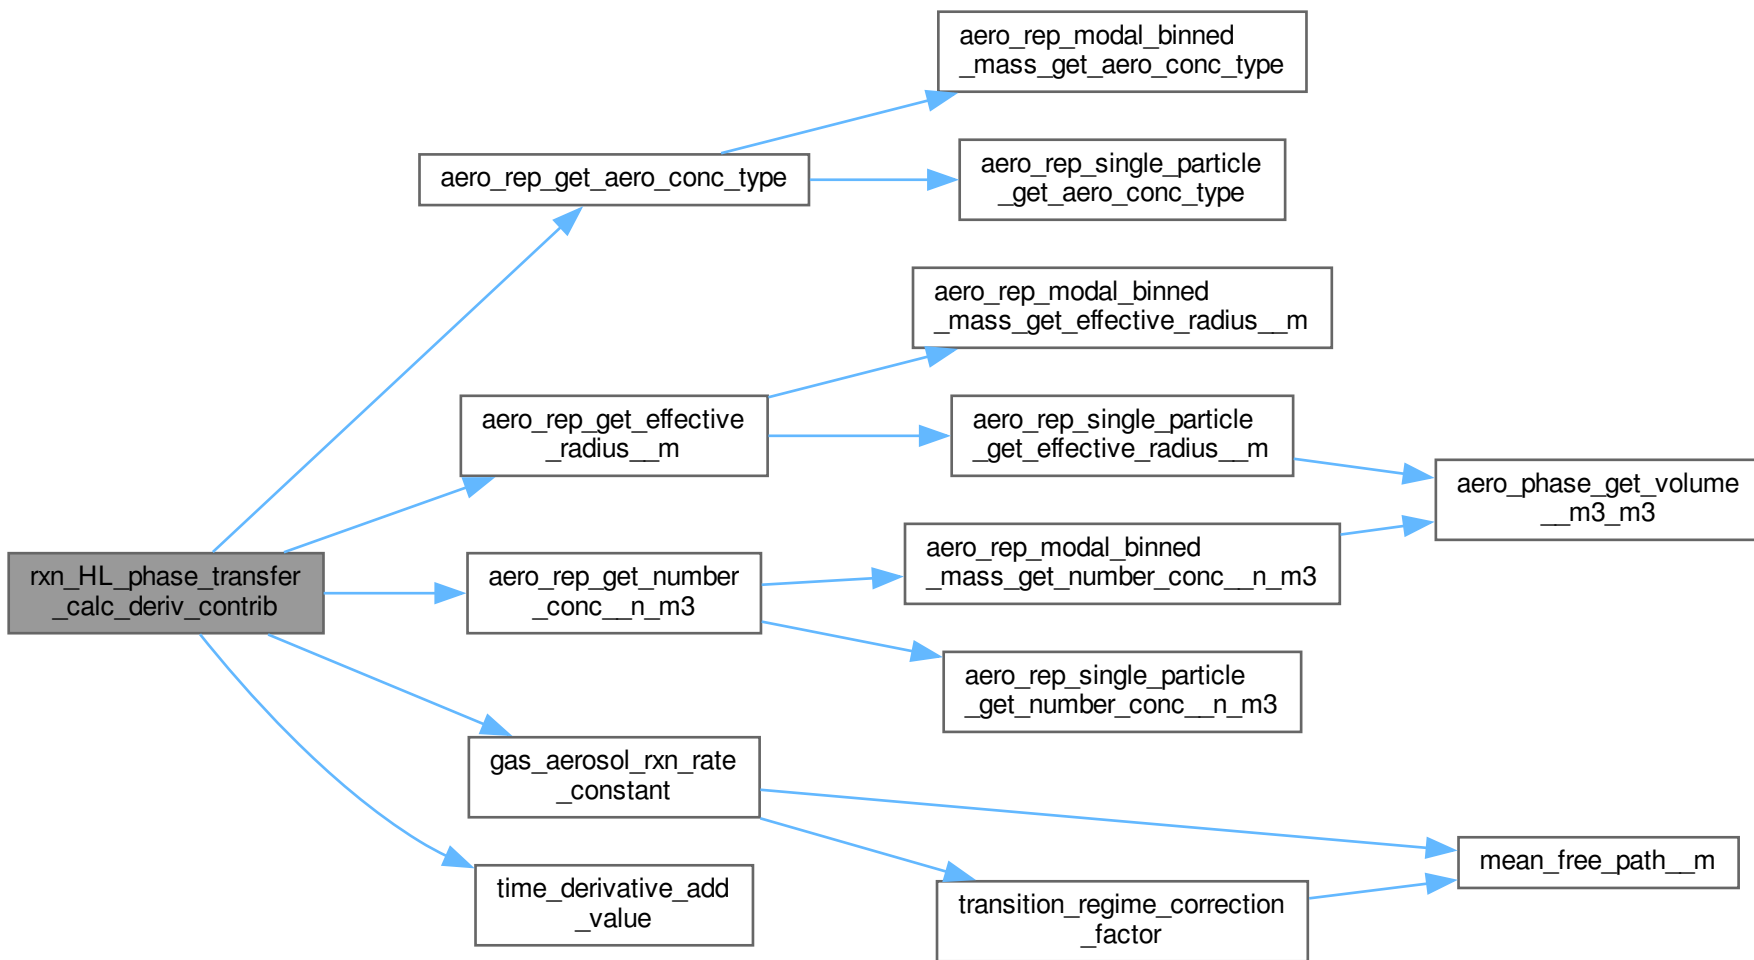 aero_rep_modal_binned
_mass_get_aero_conc_type
aero_rep_get_aero_conc_type
aero_rep_single_particle
_get_aero_conc_type
aero_rep_modal_binned
_mass_get_effective_radius__m
aero_rep_get_effective
_radius__m
aero_rep_single_particle
_get_effective_radius__m
aero_phase_get_volume
__m3_m3
rxn_HL_phase_transfer
_calc_deriv_contrib
aero_rep_get_number
_conc__n_m3
aero_rep_modal_binned
_mass_get_number_conc__n_m3
aero_rep_single_particle
_get_number_conc__n_m3
gas_aerosol_rxn_rate
_constant
mean_free_path__m
time_derivative_add
_value
transition_regime_correction
_factor